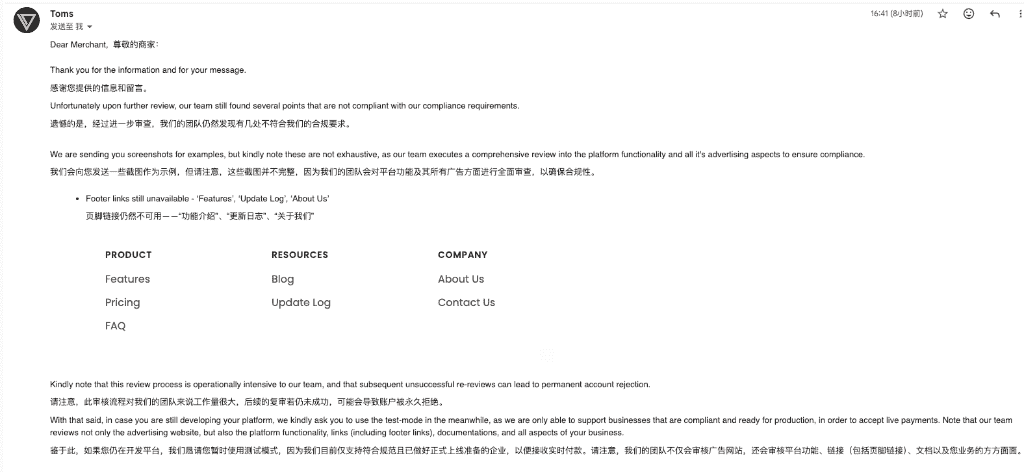 Toms
16:41 (8小时前)
发送至 我
Dear Merchant, 尊敬的商家：
Thank you for the information and for your message.
感谢您提供的信息和留言。
Unfortunately upon further review, our team still found several points that are not compliant with our compliance requirements.
遗憾的是，经过进一步审查，我们的团队仍然发现有几处不符合我们的合规要求。
We are sending you screenshots for examples, but kindly note these are not exhaustive, as our team executes a comprehensive review into the platform functionality and all it's advertising aspects to ensure compliance.
我们会向您发送一些截图作为示例，但请注意，这些截图并不完整，因为我们的团队会对平台功能及其所有广告方面进行全面审查，以确保合规性。
• Footer links still unavailable - 'Features', 'Update Log', 'About Us'
页脚链接仍然不可用——“功能介绍”、“更新日志”、“关于我们”
PRODUCT RESOURCES COMPANY
Features Blog About Us
Pricing Update Log Contact Us
FAQ
Kindly note that this review process is operationally intensive to our team, and that subsequent unsuccessful re-reviews can lead to permanent account rejection.
请注意，此审核流程对我们的团队来说工作量很大，后续的复审若仍未成功，可能会导致账户被永久拒绝。
With that said, in case you are still developing your platform, we kindly ask you to use the test-mode in the meanwhile, as we are only able to support businesses that are compliant and ready for production, in order to accept live payments. Note that our team
reviews not only the advertising website, but also the platform functionality, links (including footer links), documentations, and all aspects of your business.
鉴于此，如果您仍在开发平台，我们恳请您暂时使用测试模式，因为我们目前仅支持符合规范且已做好正式上线准备的企业，以便接收实时付款。请注意，我们的团队不仅会审核广告网站，还会审核平台功能、链接（包括页脚链接）、文档以及您业务的方方面面。